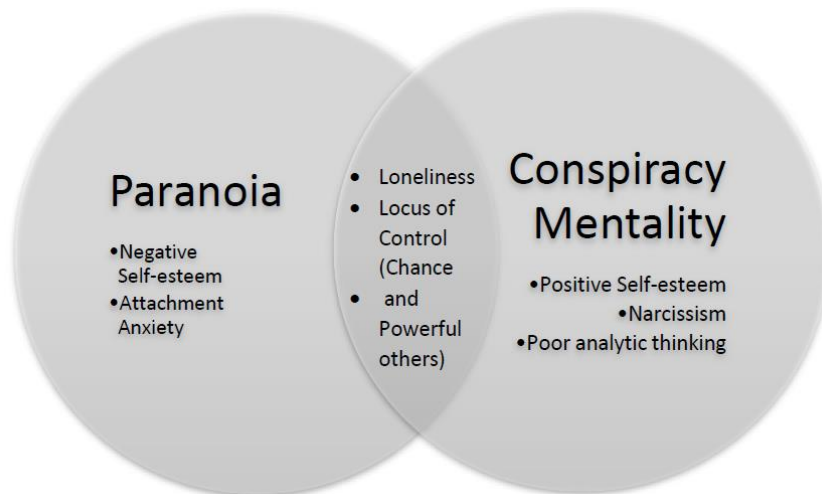 Paranoia
•Negative
Self-esteem
•Attachment
Anxiety
• Loneliness
• Locus of
Control
(Chance
• and
Powerful
others)
Conspiracy
Mentality
•Positive Self-esteem
•Narcissism
•Poor analytic thinking